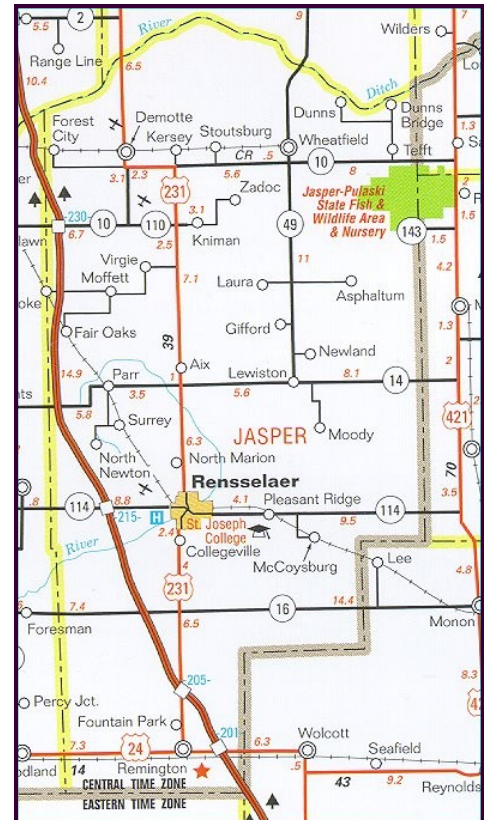 5.5
2
River
6.5
9
Wilders
7
Range Line
10.4
Ditch
Dunns
Dunns
Bridge
Forest
City
Demotte
Kersey
Stoutsburg
Wheatfield
Tefft
1.3
CR
.5
10
8
3.1
2.3
231
5.6
Zadoc
Jasper-Pulaski
State Fish &
Wildlife Area
& Nursery
2
1.5
-230-
6.7
10
110
3.1
Kniman
49
143
1.5
2.5
4.2
Virgie
Moffett
7.1
11
Laura
Asphaltum
Fair Oaks
Gifford
1.3
39
Newland
14.9
Parr
Aix
1
Lewiston
8.1
14
2
3.5
5.6
5.8
421
Surrey
6.3
JASPER
Moody
North
Newton
North Marion
70
Rensselaer
3.5
.8
114
8.8
-215-
H
4.1
Pleasant Ridge
114
St. Joseph
College
9.5
River
2.4
Collegeville
McCoysburg
Lee
4
231
4.8
7.4
16
14.4
Foresman
6.5
Monon
8.3
-205-
Percy Jct.
Fountain Park
-201
Wolcott
7.3
24
6.3
Seafield
14
Remington
.5
43
9.2
Reynolds
CENTRAL TIME ZONE
EASTERN TIME ZONE